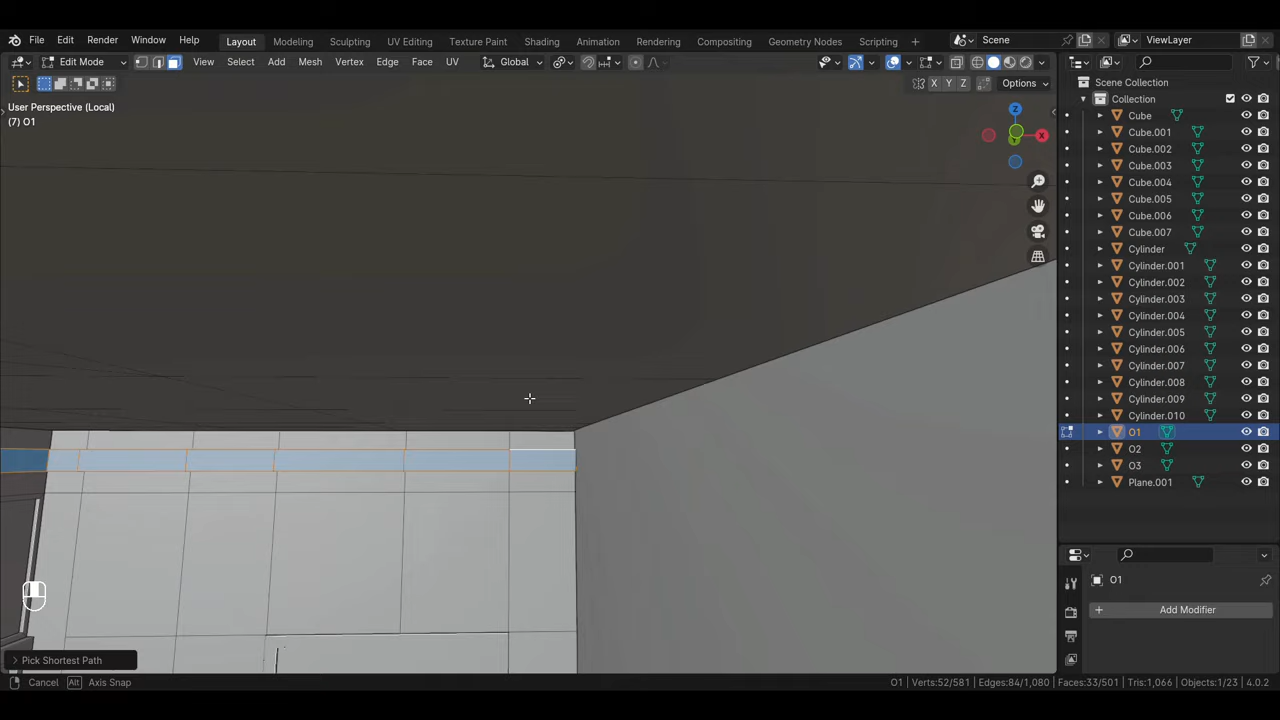 File Edit Render Window Help Layout Modeling Sculpting UV Editing Texture Paint Shading Animation Rendering Compositing Geometry Nodes Scripting + Scene ViewLayer
Edit Mode View Select Add Mesh Vertex Edge Face UV Global
X Y Z Options
User Perspective (Local)
(7) O1
Z
X
Y
Scene Collection
Collection
Cube
Cube.001
Cube.002
Cube.003
Cube.004
Cube.005
Cube.006
Cube.007
Cylinder
Cylinder.001
Cylinder.002
Cylinder.003
Cylinder.004
Cylinder.005
Cylinder.006
Cylinder.007
Cylinder.008
Cylinder.009
Cylinder.010
O1
O2
O3
Plane.001
O1
+ Add Modifier
> Pick Shortest Path
Cancel Alt Axis Snap
O1 | Verts:52/581 | Edges:84/1,080 | Faces:33/501 | Tris:1,066 | Objects:1/23 | 4.0.2